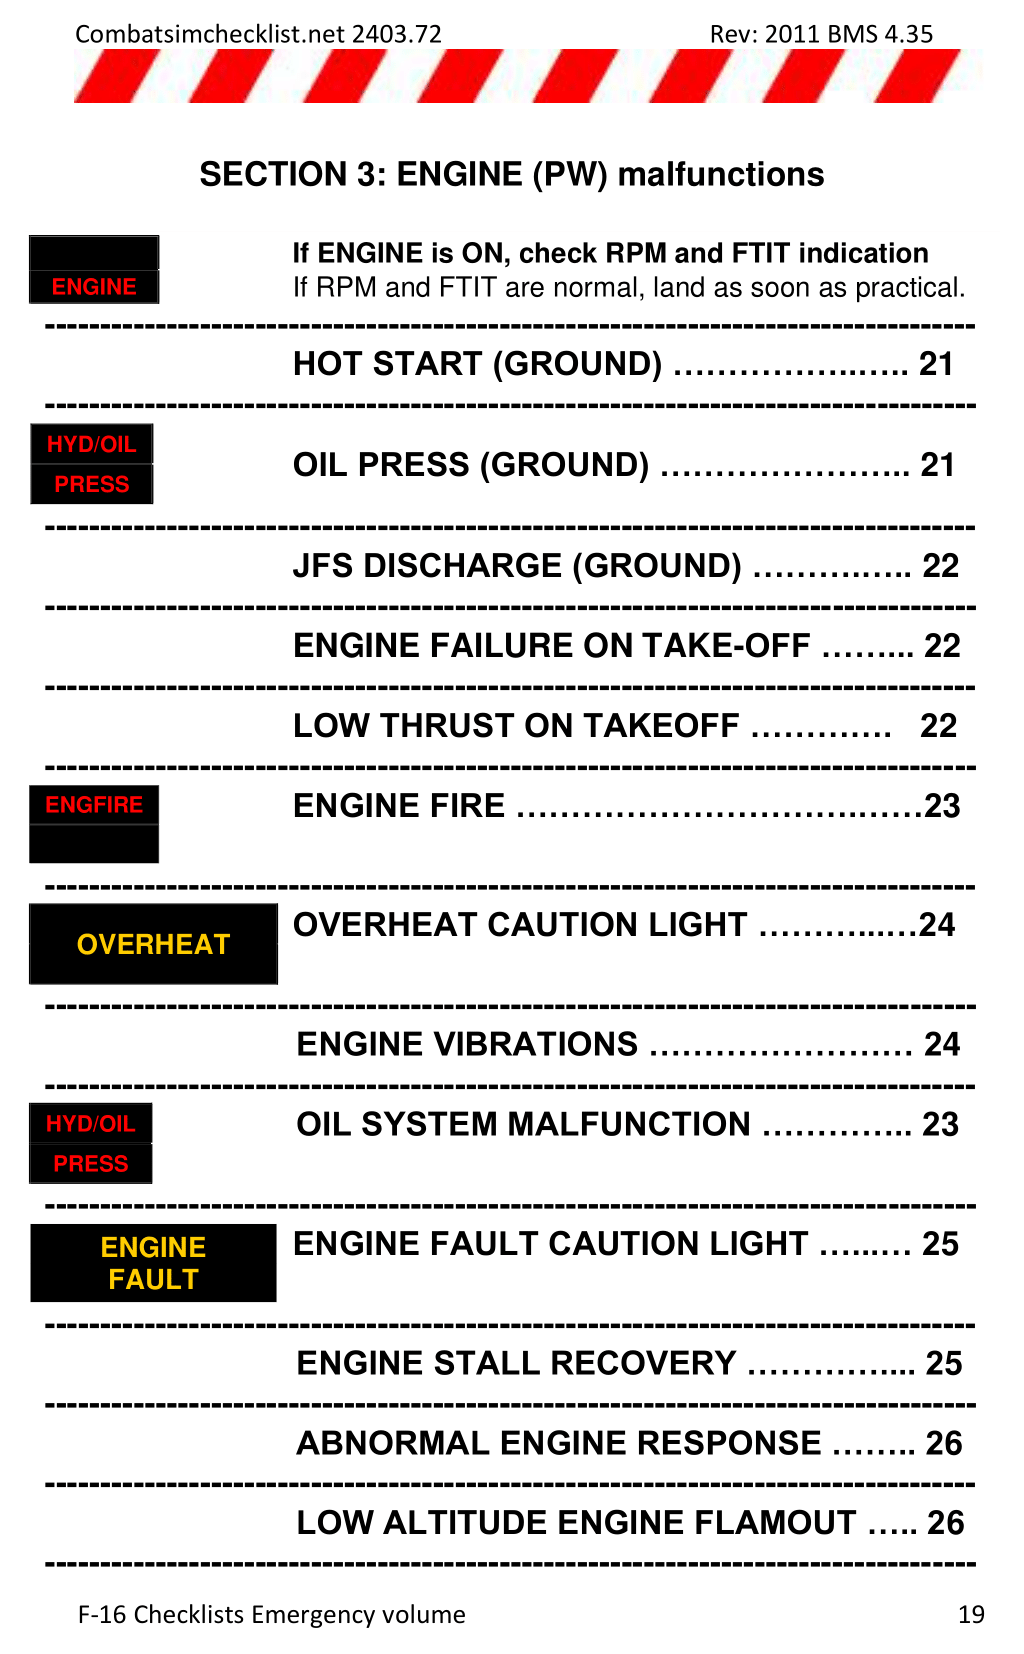 Combatsimchecklist.net 2403.72 Rev: 2011 BMS 4.35
SECTION 3: ENGINE (PW) malfunctions
If ENGINE is ON, check RPM and FTIT indication
ENGINE If RPM and FTIT are normal, land as soon as practical.
--------------------------------------------------------------------------------------
HOT START (GROUND) ……………..….. 21
--------------------------------------------------------------------------------------
HYD/OIL
PRESS
OIL PRESS (GROUND) ………………….. 21
--------------------------------------------------------------------------------------
JFS DISCHARGE (GROUND) ……….….. 22
--------------------------------------------------------------------------------------
ENGINE FAILURE ON TAKE-OFF ……... 22
--------------------------------------------------------------------------------------
LOW THRUST ON TAKEOFF …………. 22
--------------------------------------------------------------------------------------
ENGFIRE ENGINE FIRE ………………………….……23
--------------------------------------------------------------------------------------
OVERHEAT CAUTION LIGHT ………...…24
OVERHEAT
--------------------------------------------------------------------------------------
ENGINE VIBRATIONS …………………… 24
--------------------------------------------------------------------------------------
HYD/OIL OIL SYSTEM MALFUNCTION ………….. 23
PRESS
--------------------------------------------------------------------------------------
ENGINE ENGINE FAULT CAUTION LIGHT …...… 25
FAULT
--------------------------------------------------------------------------------------
ENGINE STALL RECOVERY …………... 25
--------------------------------------------------------------------------------------
ABNORMAL ENGINE RESPONSE …….. 26
--------------------------------------------------------------------------------------
LOW ALTITUDE ENGINE FLAMOUT ….. 26
--------------------------------------------------------------------------------------
F-16 Checklists Emergency volume 19